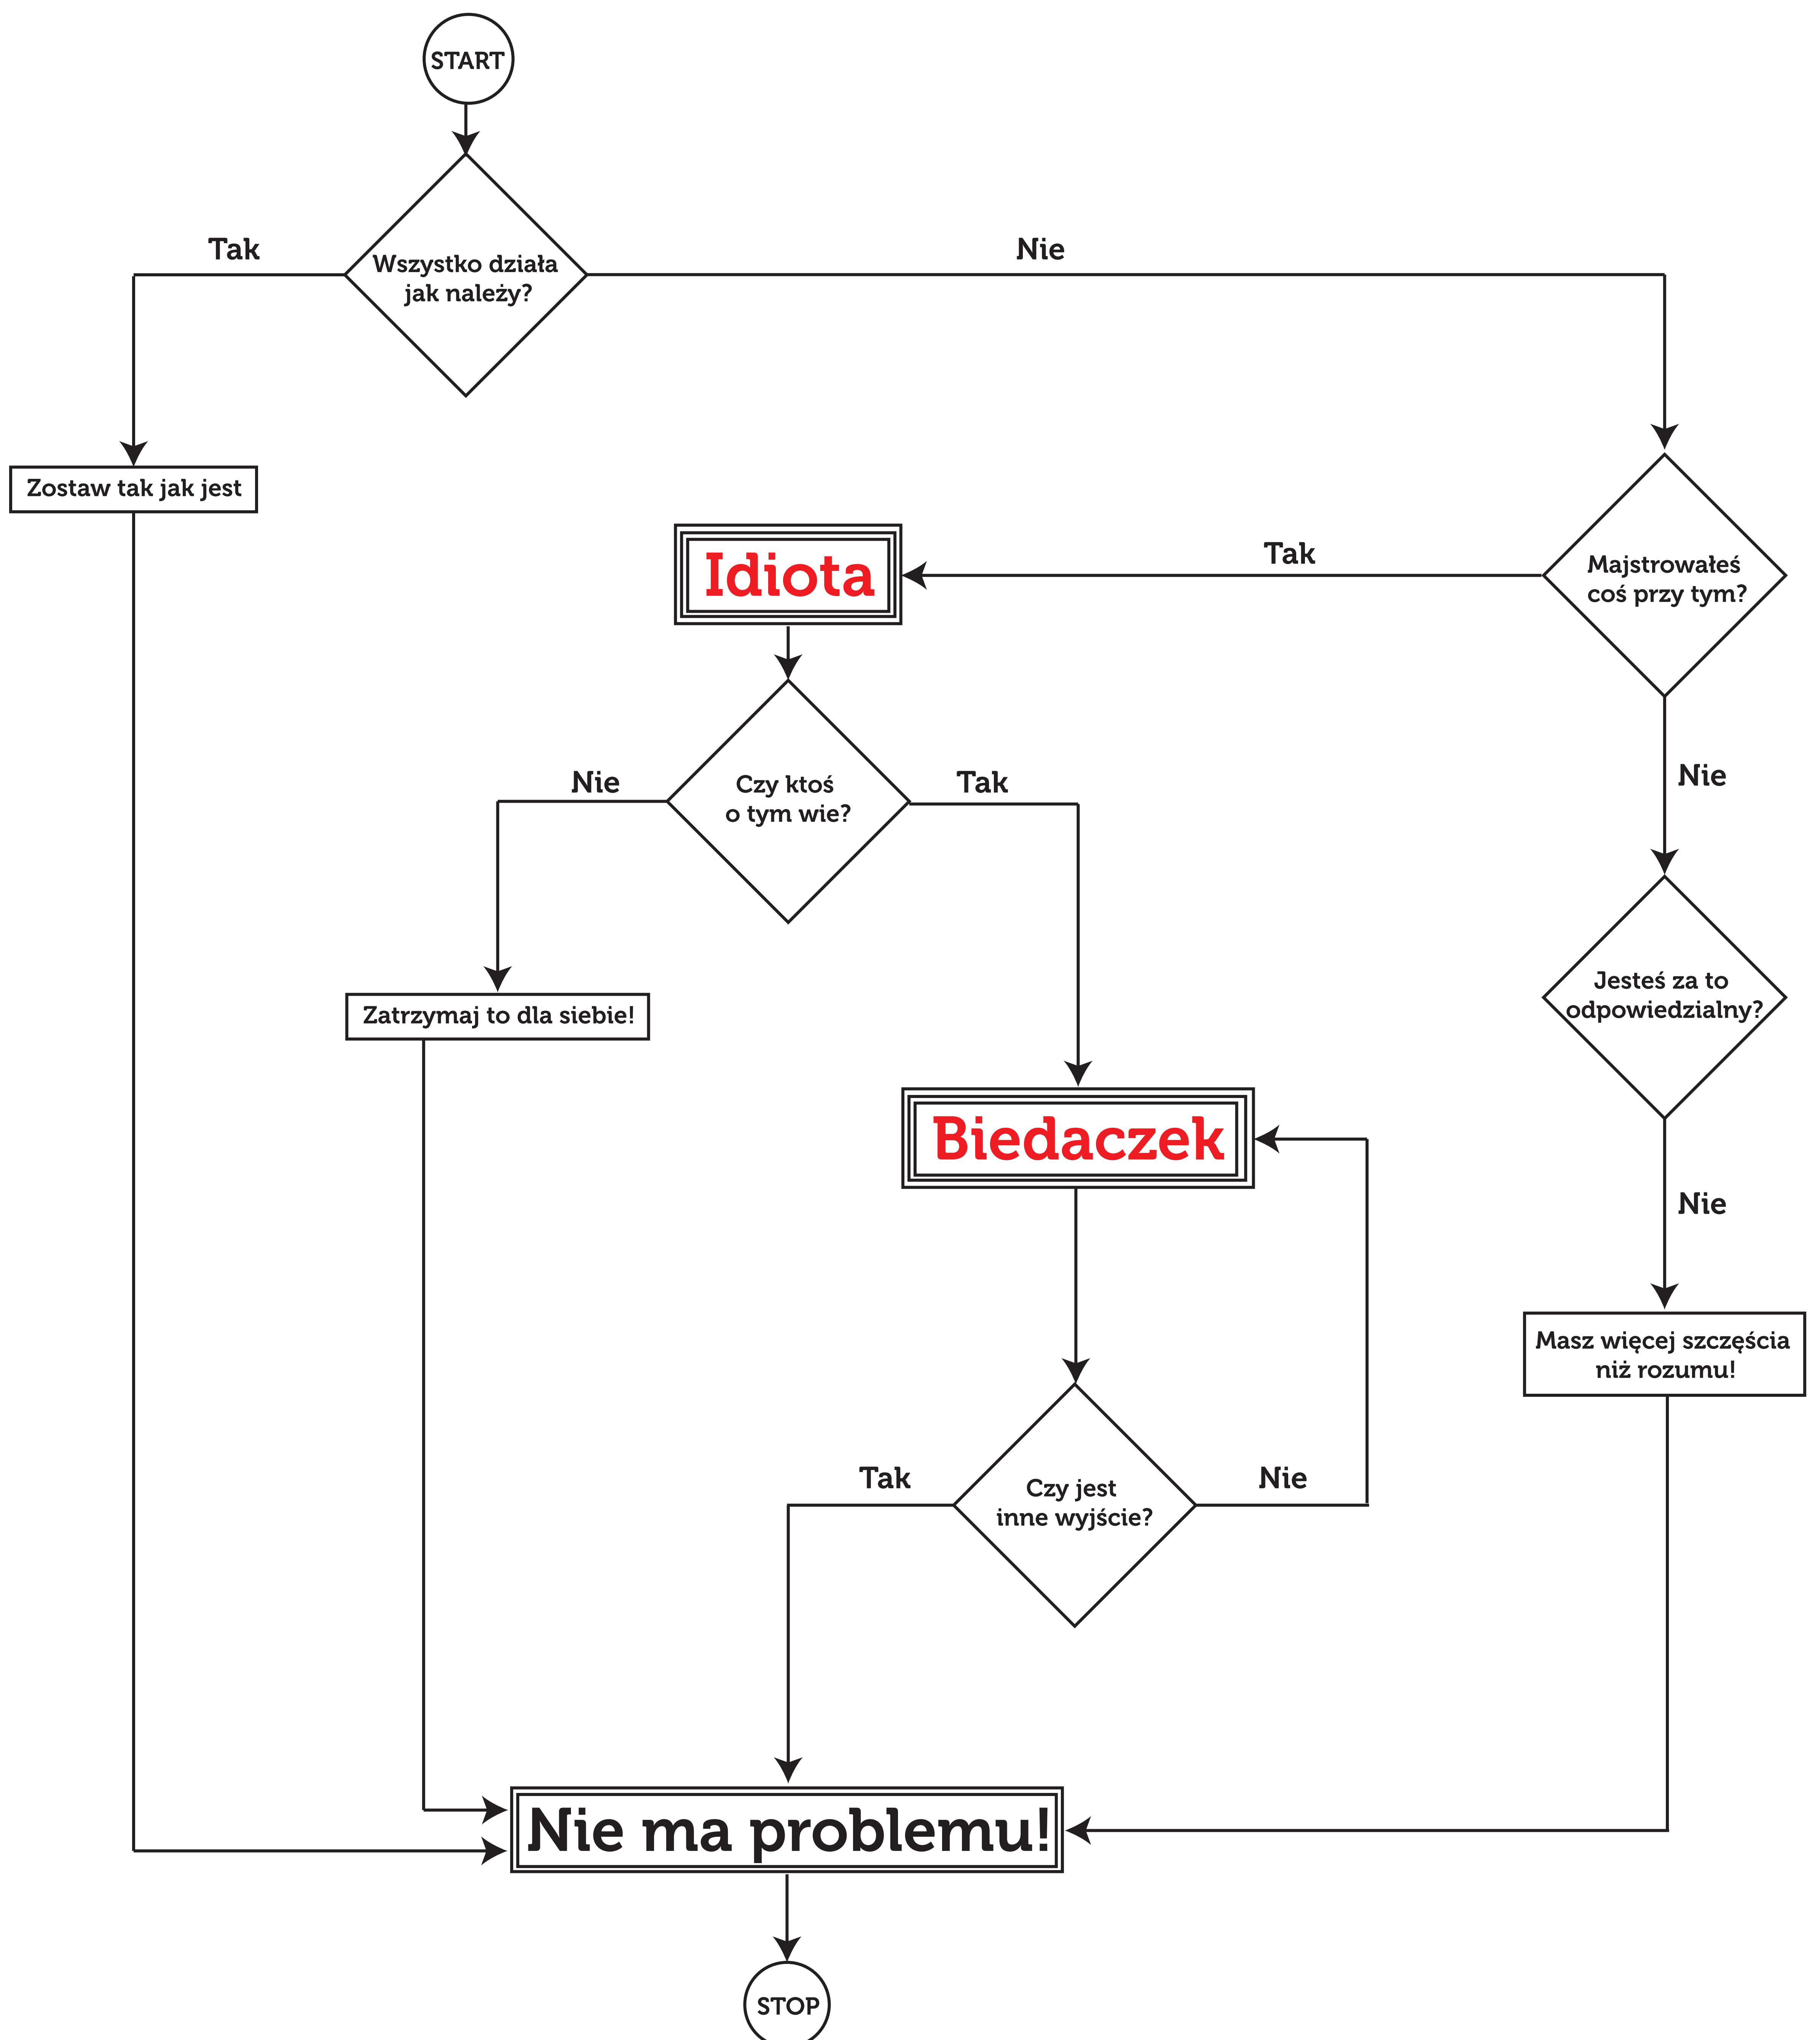 START
Tak
Nie
Wszystko działa
jak należy?
Zostaw tak jak jest
Idiota
Tak
Majstrowałeś
coś przy tym?
Nie
Czy ktoś
o tym wie?
Tak
Nie
Zatrzymaj to dla siebie!
Jesteś za to
odpowiedzialny?
Biedaczek
Nie
Masz więcej szczęścia
niż rozumu!
Tak
Czy jest
inne wyjście?
Nie
Nie ma problemu!
STOP